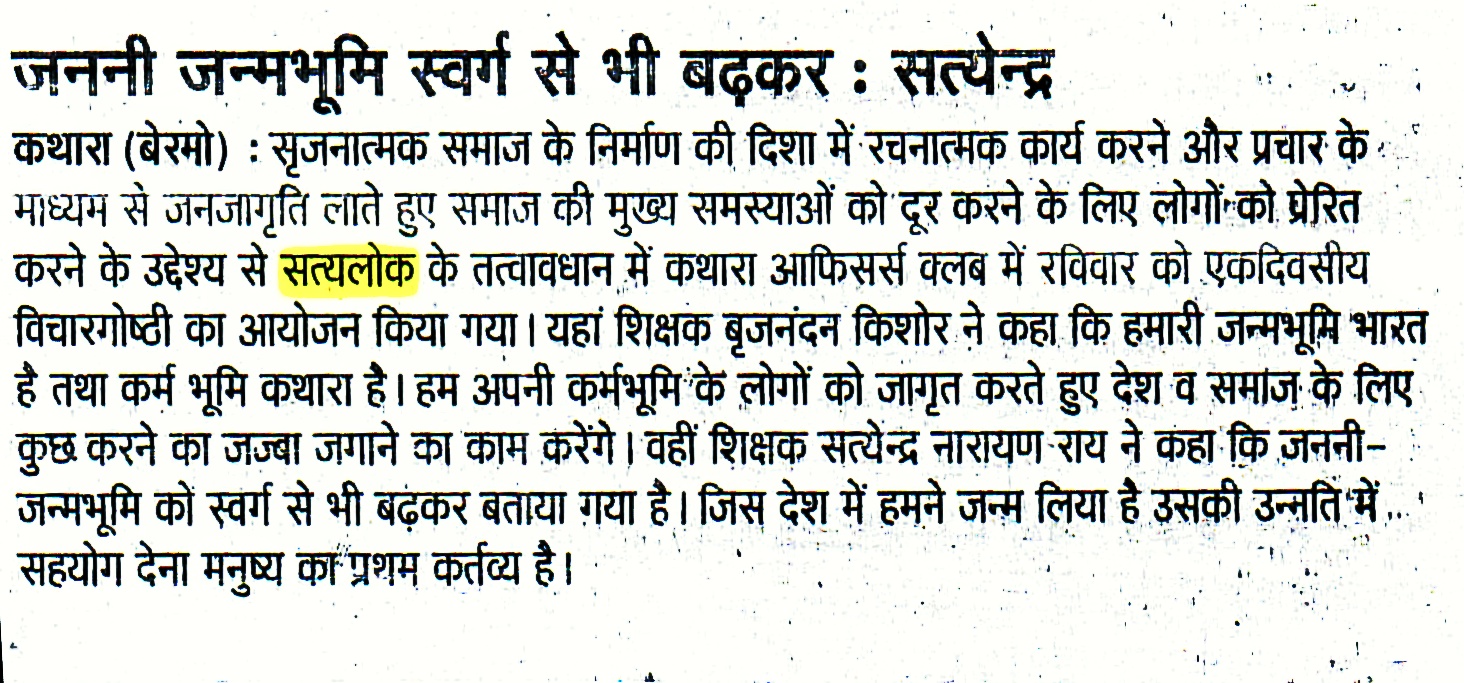 जननी जन्मभूमि स्वर्ग से भी बढ़कर : सत्येन्द्र
कथारा (बेरमो) : सृजनात्मक समाज के निर्माण की दिशा में रचनात्मक कार्य करने और प्रचार के
माध्यम से जनजागृति लाते हुए समाज की मुख्य समस्याओं को दूर करने के लिए लोगों को प्रेरित
करने के उद्देश्य से सत्यलोक के तत्वावधान में कथारा आफिसर्स क्लब में रविवार को एकदिवसीय
विचारगोष्ठी का आयोजन किया गया। यहां शिक्षक बृजनंदन किशोर ने कहा कि हमारी जन्मभूमि भारत
है तथा कर्म भूमि कथारा है। हम अपनी कर्मभूमि के लोगों को जागृत करते हुए देश व समाज के लिए
कुछ करने का जज्बा जगाने का काम करेंगे। वहीं शिक्षक सत्येन्द्र नारायण राय ने कहा कि जननी-
जन्मभूमि को स्वर्ग से भी बढ़कर बताया गया है। जिस देश में हमने जन्म लिया है उसकी उन्नति में
सहयोग देना मनुष्य का प्रथम कर्तव्य है।